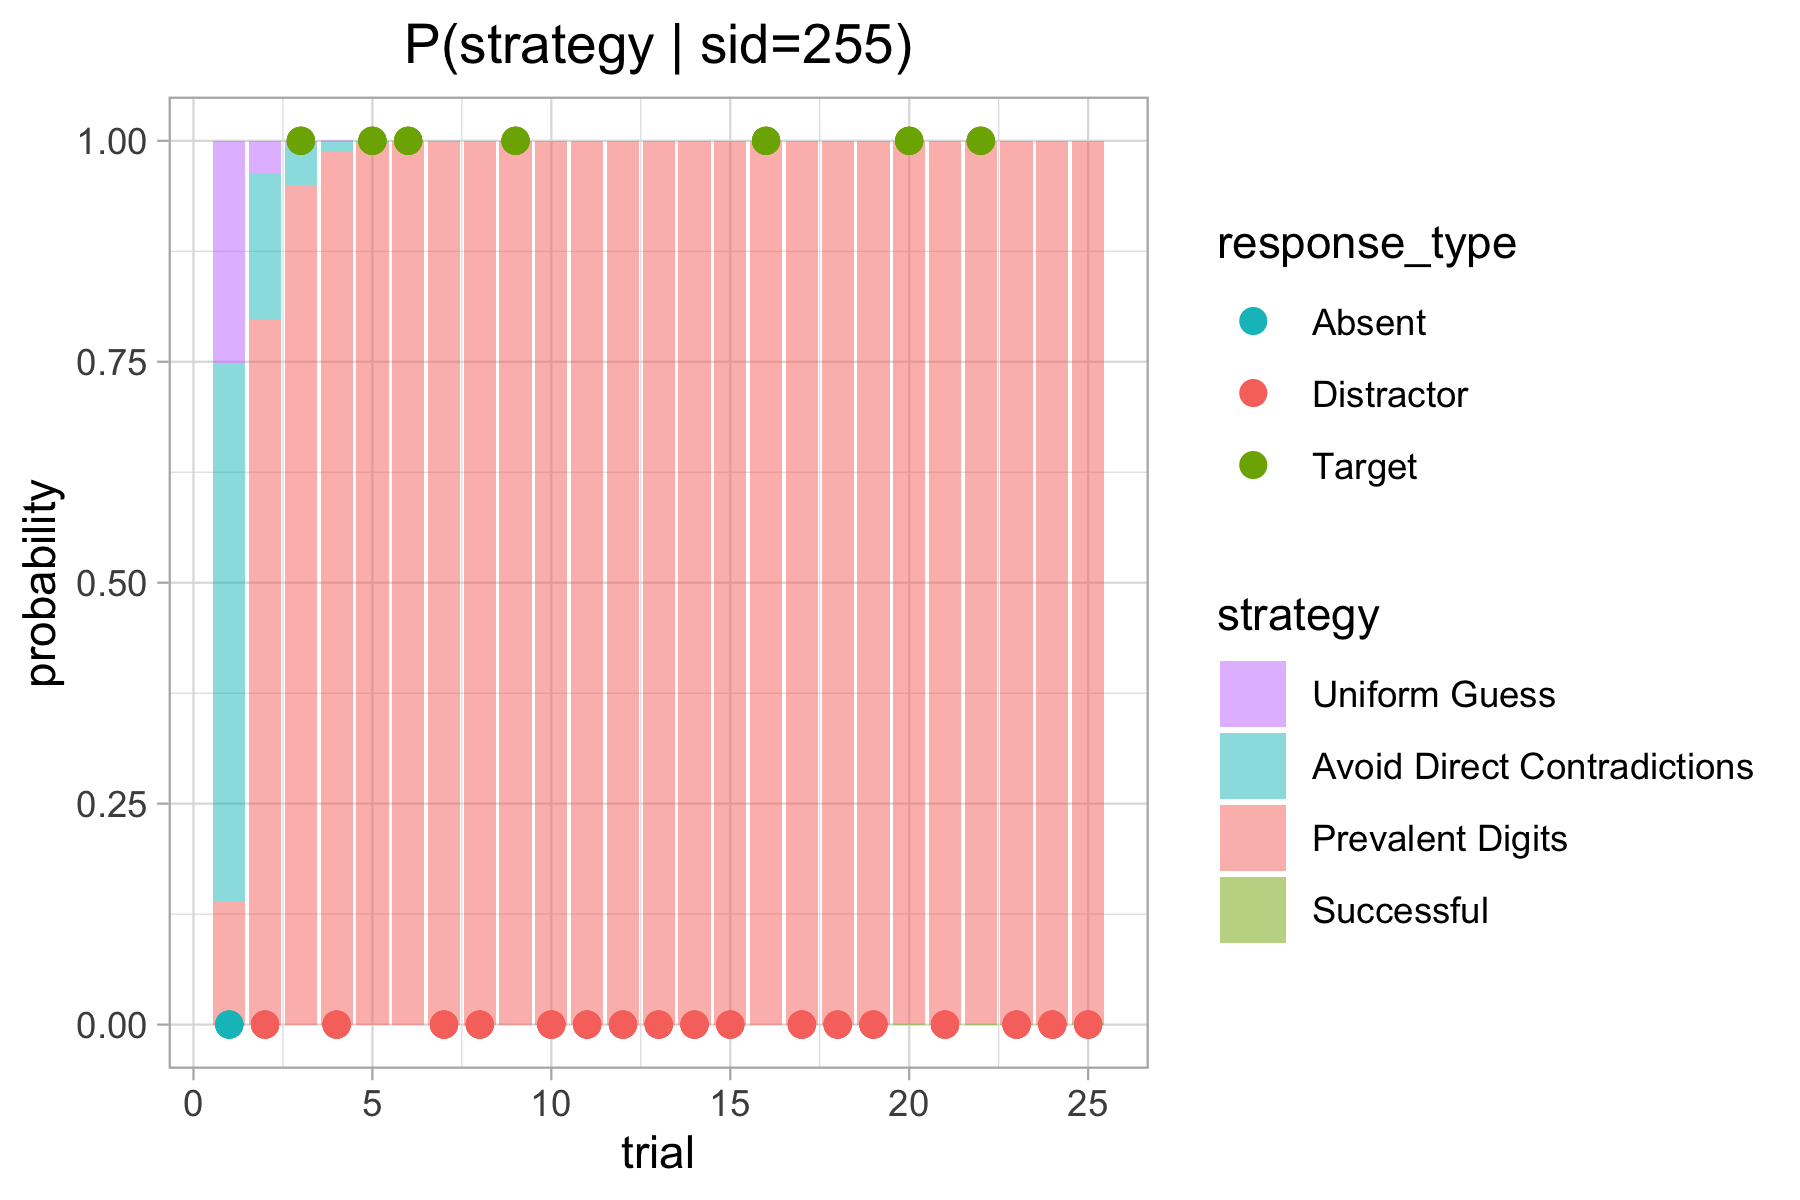 P(strategy | sid=255)
probability
1.00
0.75
0.50
0.25
0.00
0 5 10 15 20 25
trial
response_type
Absent
Distractor
Target
strategy
Uniform Guess
Avoid Direct Contradictions
Prevalent Digits
Successful